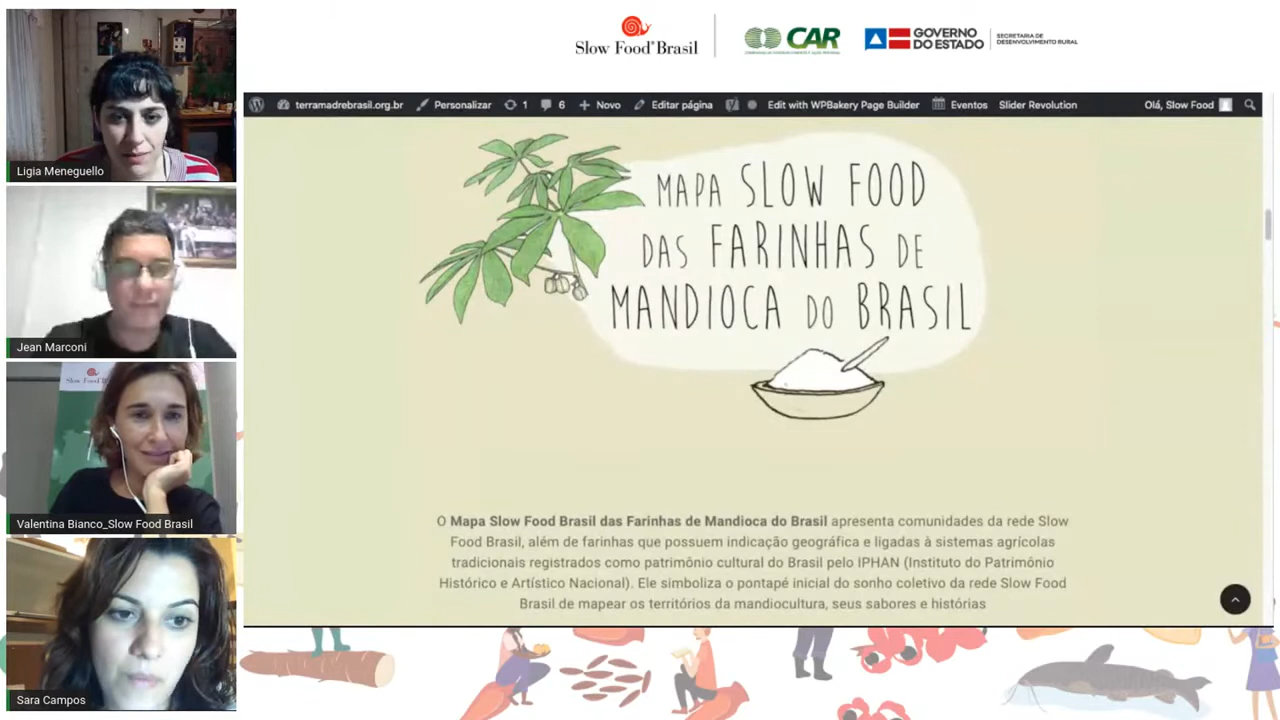 Slow Food® Brasil
CAR
GOVERNO
DO ESTADO
SECRETARIA DE
DESENVOLVIMENTO RURAL
terramadrebrasil.org.br Personalizar 1 6 Novo Editar página Edit with WPBakery Page Builder Eventos Slider Revolution Olá, Slow Food
MAPA SLOW FOOD
DAS FARINHAS DE
MANDIOCA DO BRASIL
O Mapa Slow Food Brasil das Farinhas de Mandioca do Brasil apresenta comunidades da rede Slow
Food Brasil, além de farinhas que possuem indicação geográfica e ligadas à sistemas agrícolas
tradicionais registrados como patrimônio cultural do Brasil pelo IPHAN (Instituto do Patrimônio
Histórico e Artístico Nacional). Ele simboliza o pontapé inicial do sonho coletivo da rede Slow Food
Brasil de mapear os territórios da mandiocultura, seus sabores e histórias
Ligia Meneguello
Jean Marconi
Slow Food
Valentina Bianco_Slow Food Brasil
Sara Campos